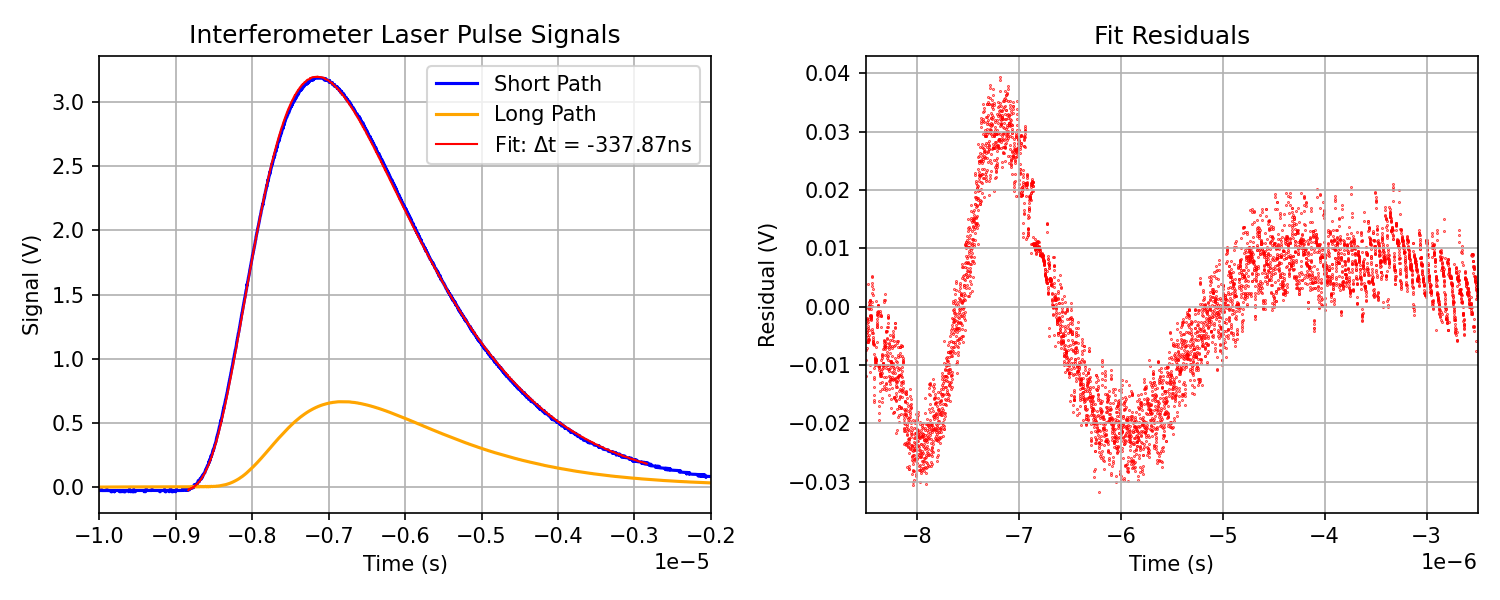 Interferometer Laser Pulse Signals
Signal (V)
3.0
2.5
2.0
1.5
1.0
0.5
0.0
Short Path
Long Path
Fit: Δt = -337.87ns
−1.0 −0.9 −0.8 −0.7 −0.6 −0.5 −0.4 −0.3 −0.2
Time (s)
1e−5
Fit Residuals
Residual (V)
0.04
0.03
0.02
0.01
0.00
−0.01
−0.02
−0.03
−8 −7 −6 −5 −4 −3
Time (s)
1e−6